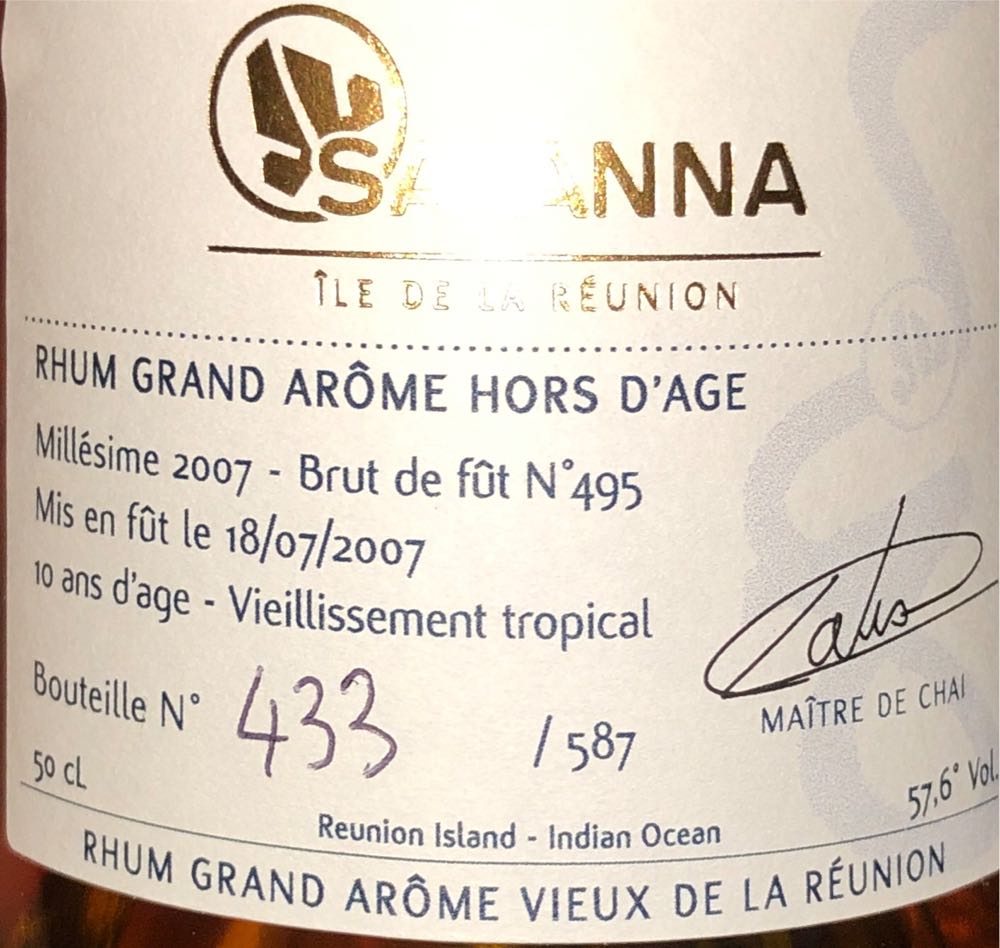 SAVANNA
ÎLE DE LA RÉUNION
RHUM GRAND ARÔME HORS D'AGE
Millésime 2007 - Brut de fût N°495
Mis en fût le 18/07/2007
10 ans d'age - Vieillissement tropical
Bouteille N° 433 / 587
MAÎTRE DE CHAI
50 cL
57,6° Vol.
Reunion Island - Indian Ocean
RHUM GRAND ARÔME VIEUX DE LA RÉUNION